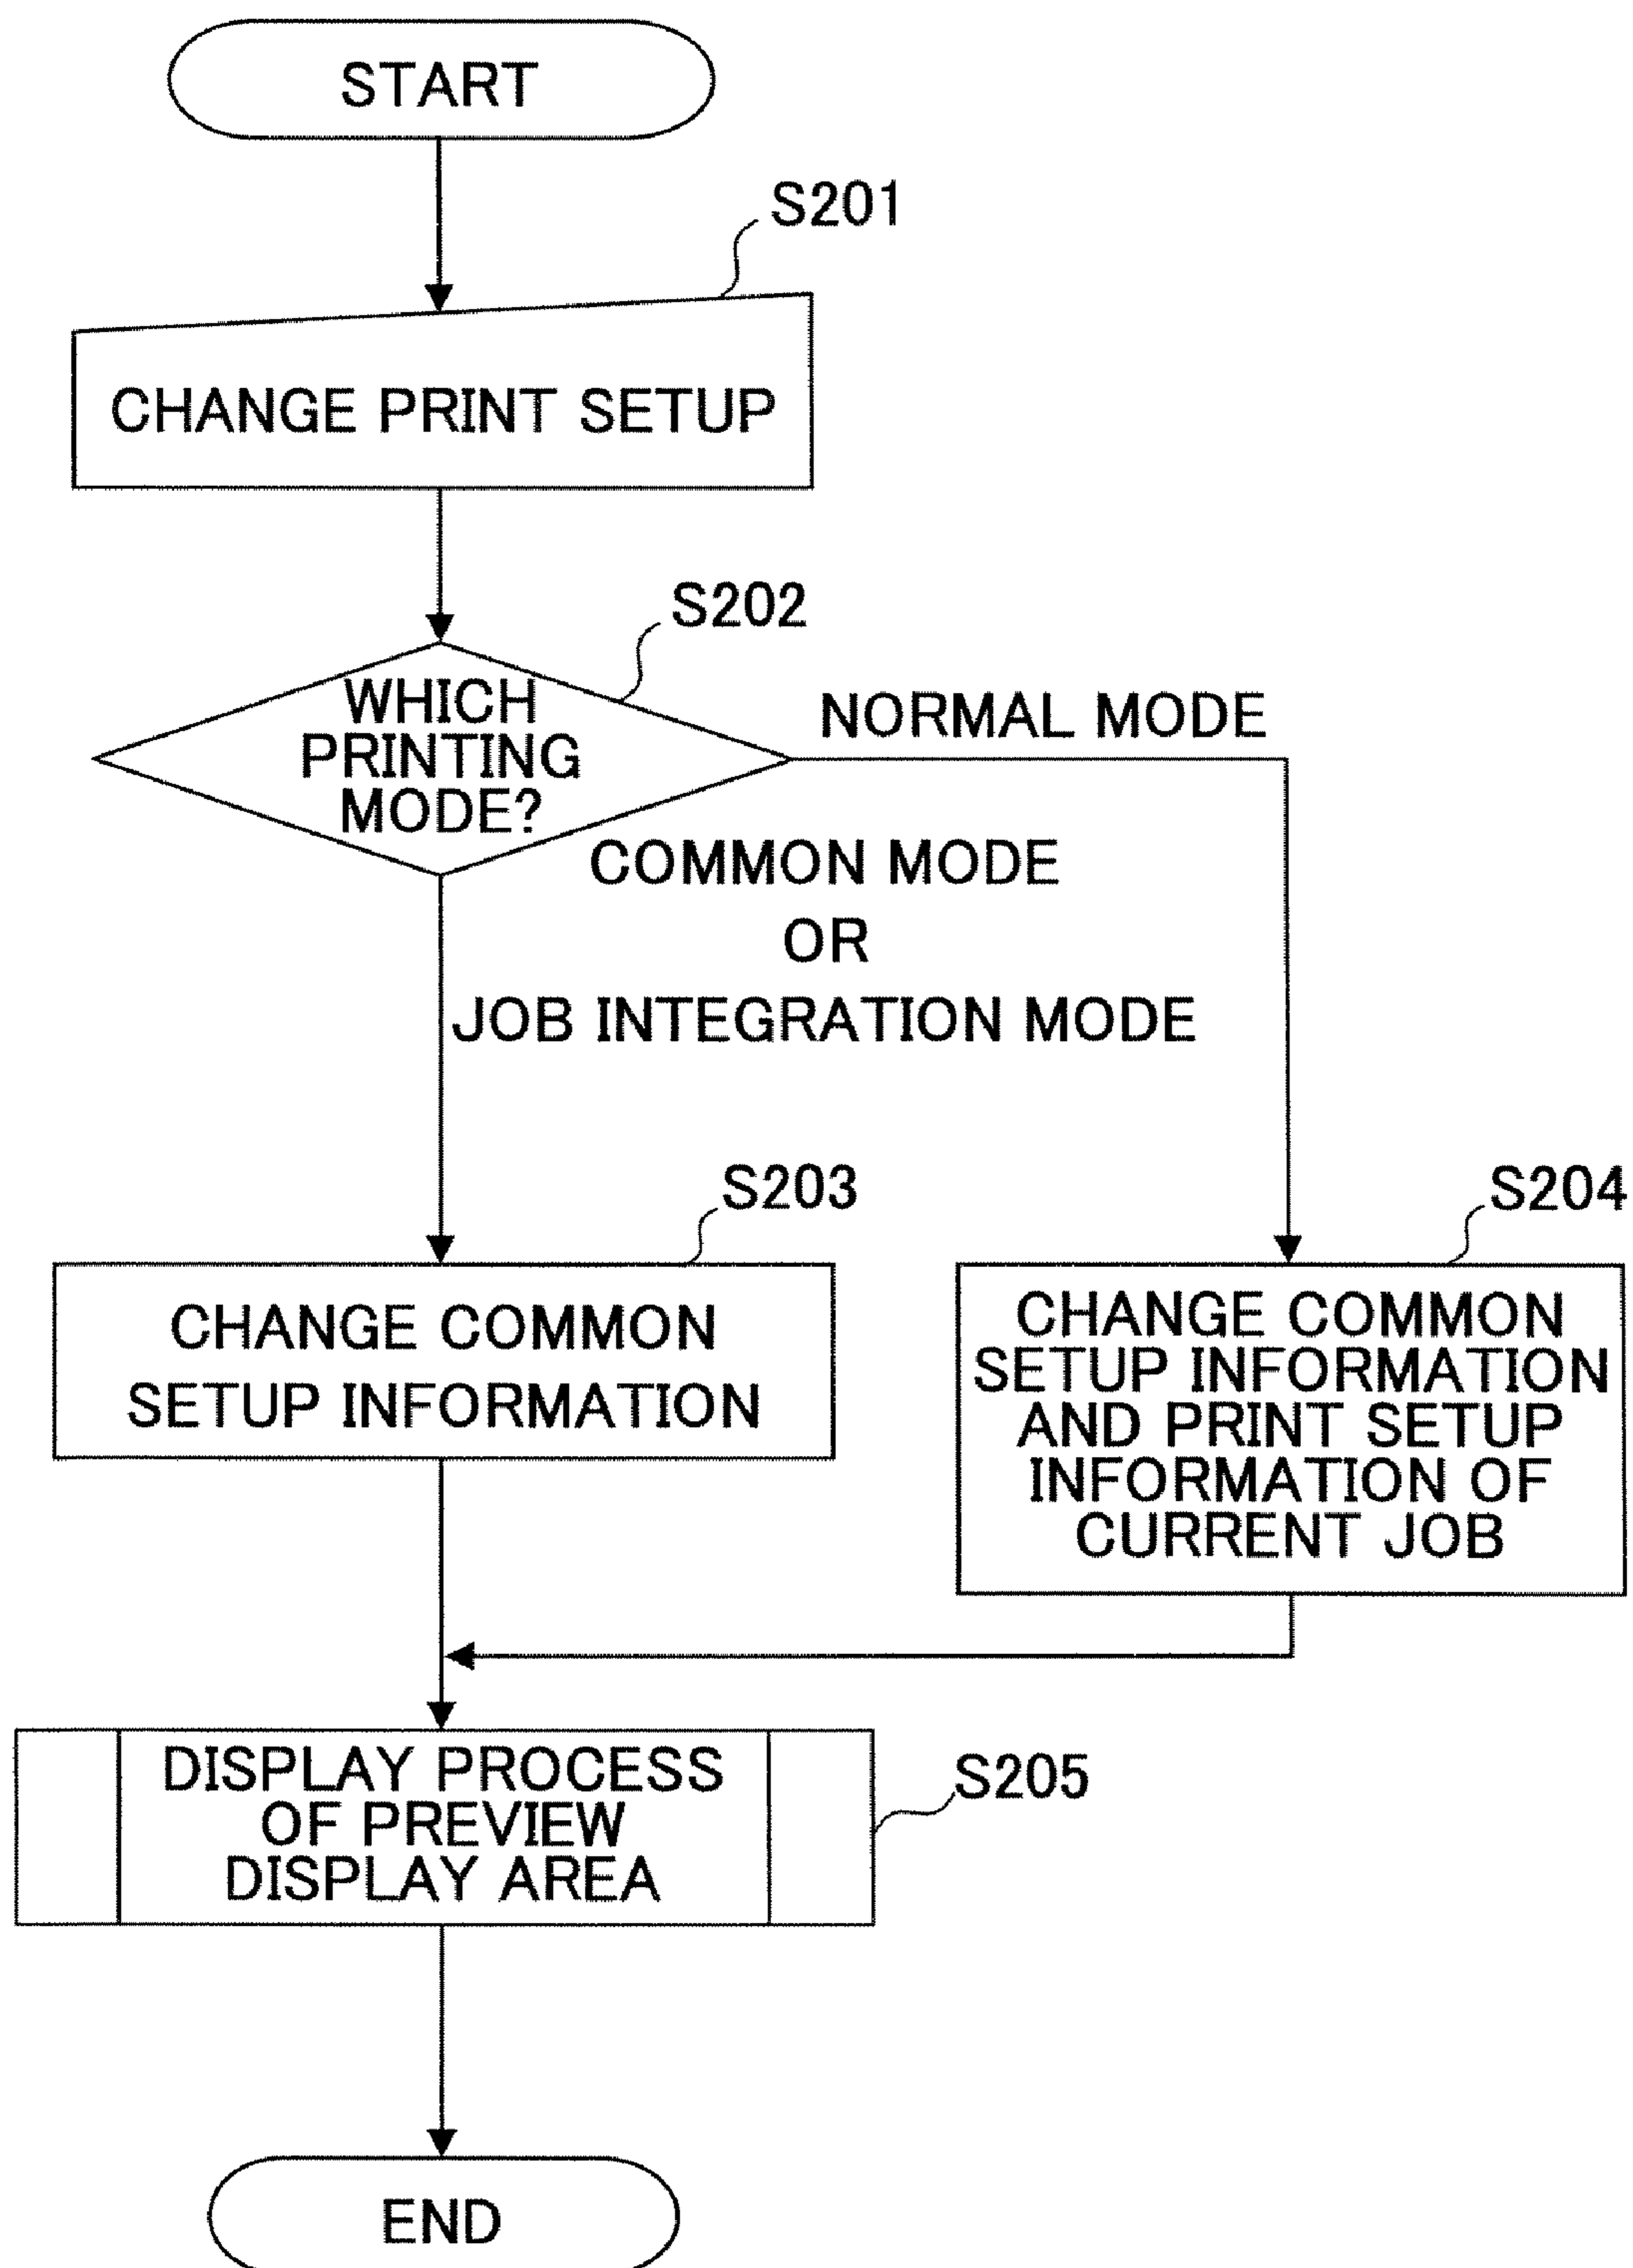 START
S201
CHANGE PRINT SETUP
S202
WHICH
PRINTING
MODE?
NORMAL MODE
COMMON MODE
OR
JOB INTEGRATION MODE
S203
CHANGE COMMON
SETUP INFORMATION
S204
CHANGE COMMON
SETUP INFORMATION
AND PRINT SETUP
INFORMATION OF
CURRENT JOB
DISPLAY PROCESS
OF PREVIEW
DISPLAY AREA
S205
END